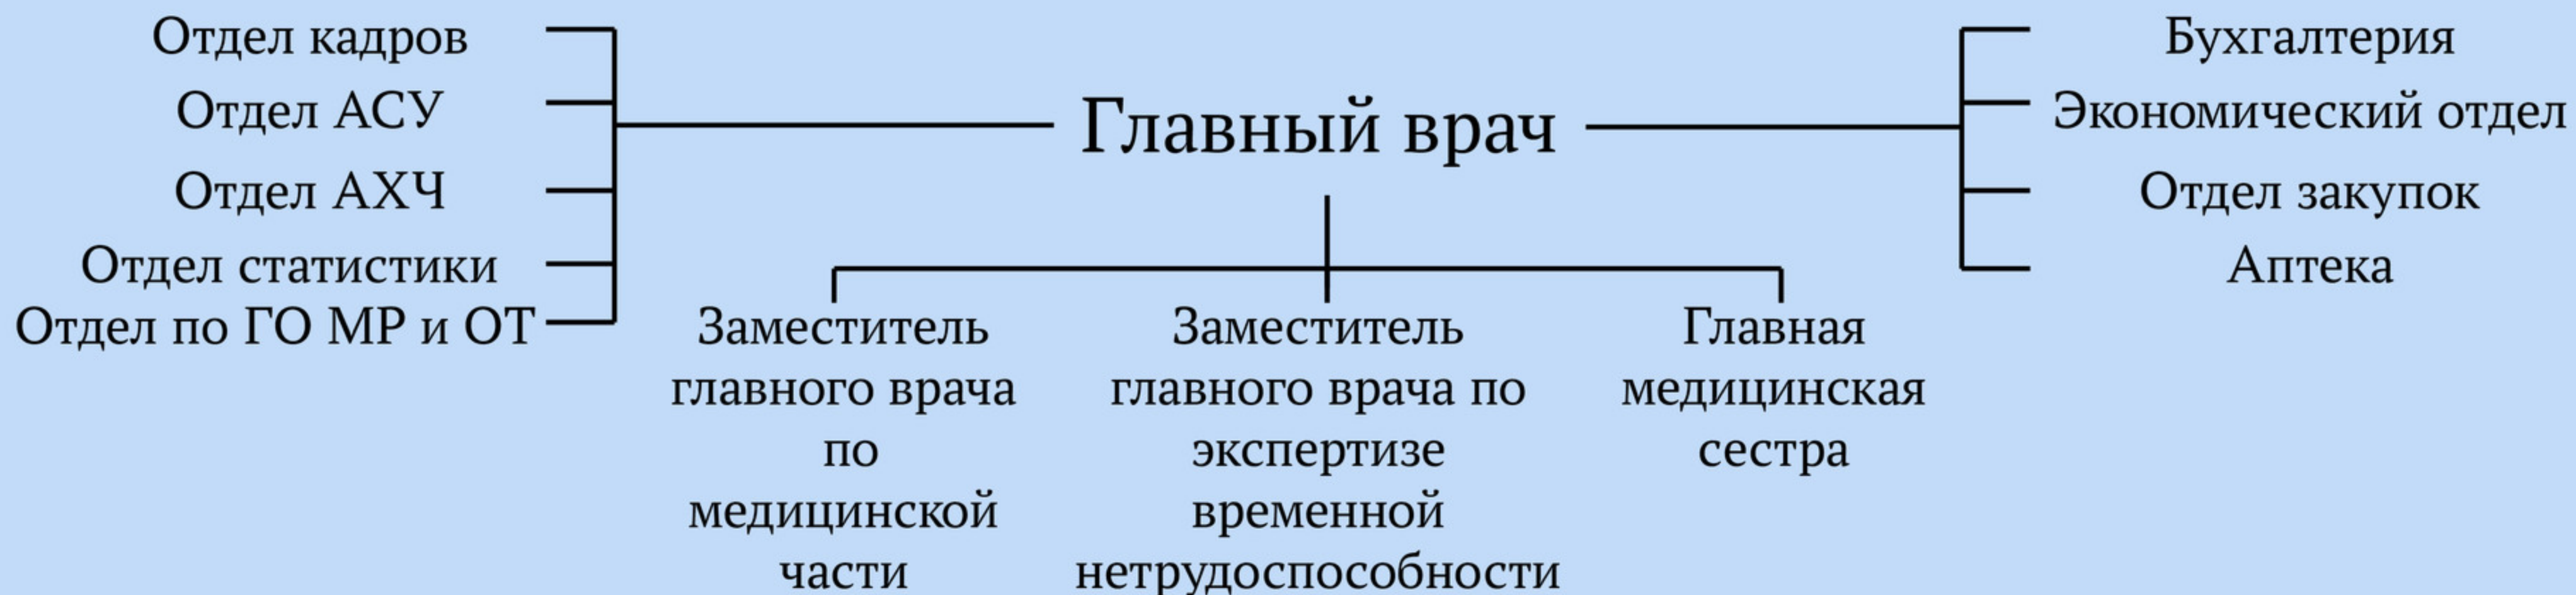 Отдел кадров
Отдел АСУ
Отдел АХЧ
Отдел статистики
Отдел по ГО МР и ОТ
Главный врач
Бухгалтерия
Экономический отдел
Отдел закупок
Аптека
Заместитель
главного врача
по
медицинской
части
Заместитель
главного врача по
экспертизе
временной
нетрудоспособности
Главная
медицинская
сестра